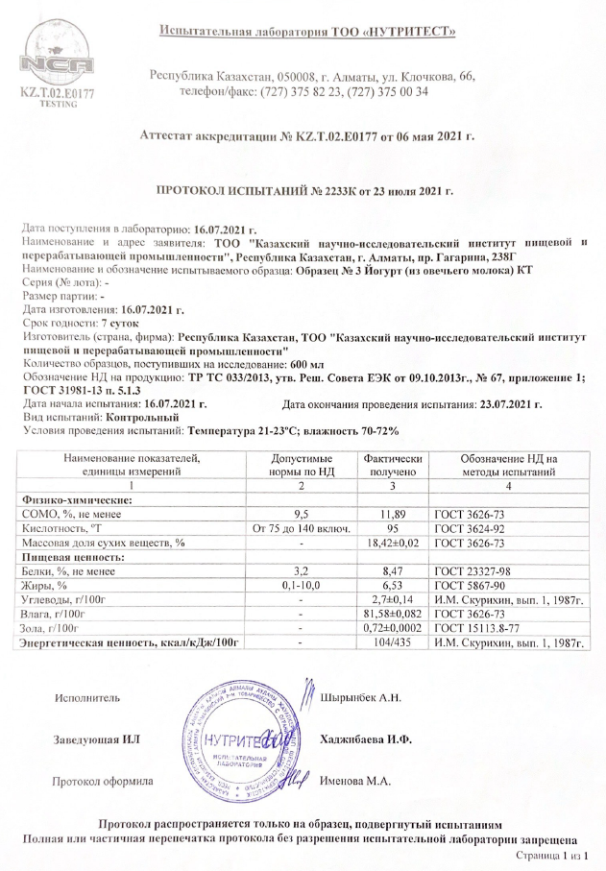 Испытательная лаборатория ТОО «НУТРИТЕСТ»
NCA
KZ.T.02.E0177
TESTING
Республика Казахстан, 050008, г. Алматы, ул. Клочкова, 66,
телефон/факс: (727) 375 82 23, (727) 375 00 34
Аттестат аккредитации № KZ.T.02.E0177 от 06 мая 2021 г.
ПРОТОКОЛ ИСПЫТАНИЙ № 2233К от 23 июля 2021 г.
Дата поступления в лабораторию: 16.07.2021 г.
Наименование и адрес заявителя: ТОО "Казахский научно-исследовательский институт пищевой и
перерабатывающей промышленности", Республика Казахстан, г. Алматы, пр. Гагарина, 238Г
Наименование и обозначение испытываемого образца: Образец № 3 Йогурт (из овечьего молока) КТ
Серия (№ лота): -
Размер партии: -
Дата изготовления: 16.07.2021 г.
Срок годности: 7 суток
Изготовитель (страна, фирма): Республика Казахстан, ТОО "Казахский научно-исследовательский институт
пищевой и перерабатывающей промышленности"
Количество образцов, поступивших на исследование: 600 мл
Обозначение НД на продукцию: ТР ТС 033/2013, утв. Реш. Совета ЕЭК от 09.10.2013г., № 67, приложение 1;
ГОСТ 31981-13 п. 5.1.3
Дата начала испытания: 16.07.2021 г. Дата окончания проведения испытания: 23.07.2021 г.
Вид испытаний: Контрольный
Условия проведения испытаний: Температура 21-23ºС; влажность 70-72%
Наименование показателей, Допустимые Фактически Обозначение НД на
единицы измерений нормы по НД получено методы испытаний
1 2 3 4
Физико-химические:
СОМО, %, не менее 9,5 11,89 ГОСТ 3626-73
Кислотность, ºТ От 75 до 140 включ. 95 ГОСТ 3624-92
Массовая доля сухих веществ, % - 18,42±0,02 ГОСТ 3626-73
Пищевая ценность:
Белки, %, не менее 3,2 8,47 ГОСТ 23327-98
Жиры, % 0,1-10,0 6,53 ГОСТ 5867-90
Углеводы, г/100г - 2,7±0,14 И.М. Скурихин, вып. 1, 1987г.
Влага, г/100г - 81,58±0,082 ГОСТ 3626-73
Зола, г/100г - 0,72±0,0002 ГОСТ 15113.8-77
Энергетическая ценность, ккал/кДж/100г - 104/435 И.М. Скурихин, вып. 1, 1987г.
Исполнитель Шырынбек А.Н.
Заведующая ИЛ Хаджибаева И.Ф.
НУТРИТЕСТ
ИСПЫТАТЕЛЬНАЯ
ЛАБОРАТОРИЯ
Протокол оформила Именова М.А.
Протокол распространяется только на образец, подвергнутый испытаниям
Полная или частичная перепечатка протокола без разрешения испытательной лаборатории запрещена
Страница 1 из 1